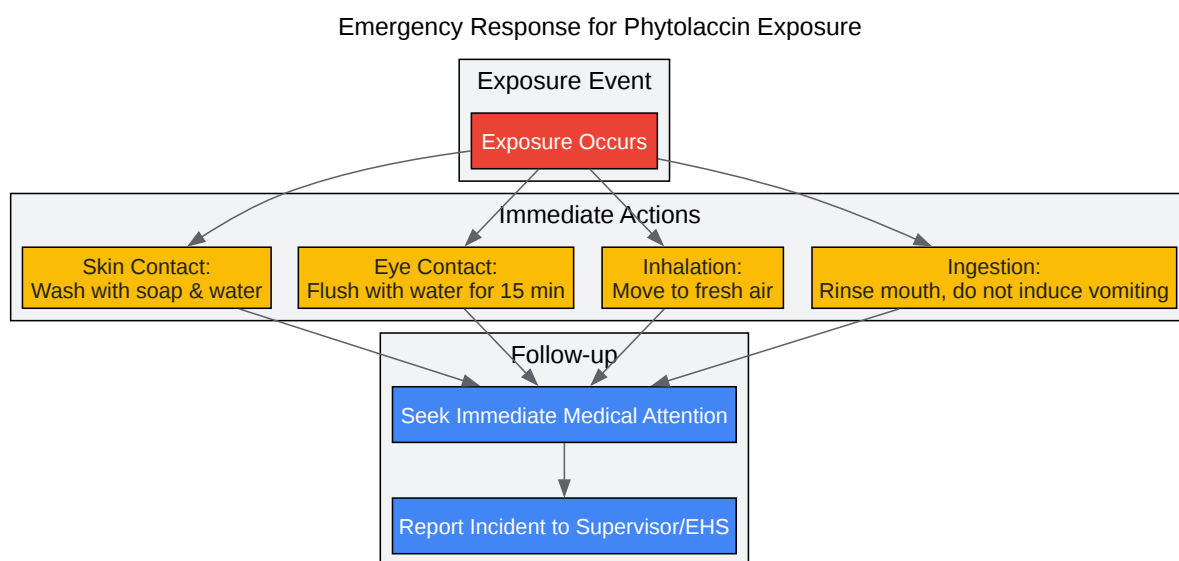 Emergency Response for Phytolaccin Exposure
Exposure Event
Exposure Occurs
Immediate Actions
Skin Contact:
Wash with soap & water
Eye Contact:
Flush with water for 15 min
Inhalation:
Move to fresh air
Ingestion:
Rinse mouth, do not induce vomiting
Follow-up
Seek Immediate Medical Attention
Report Incident to Supervisor/EHS